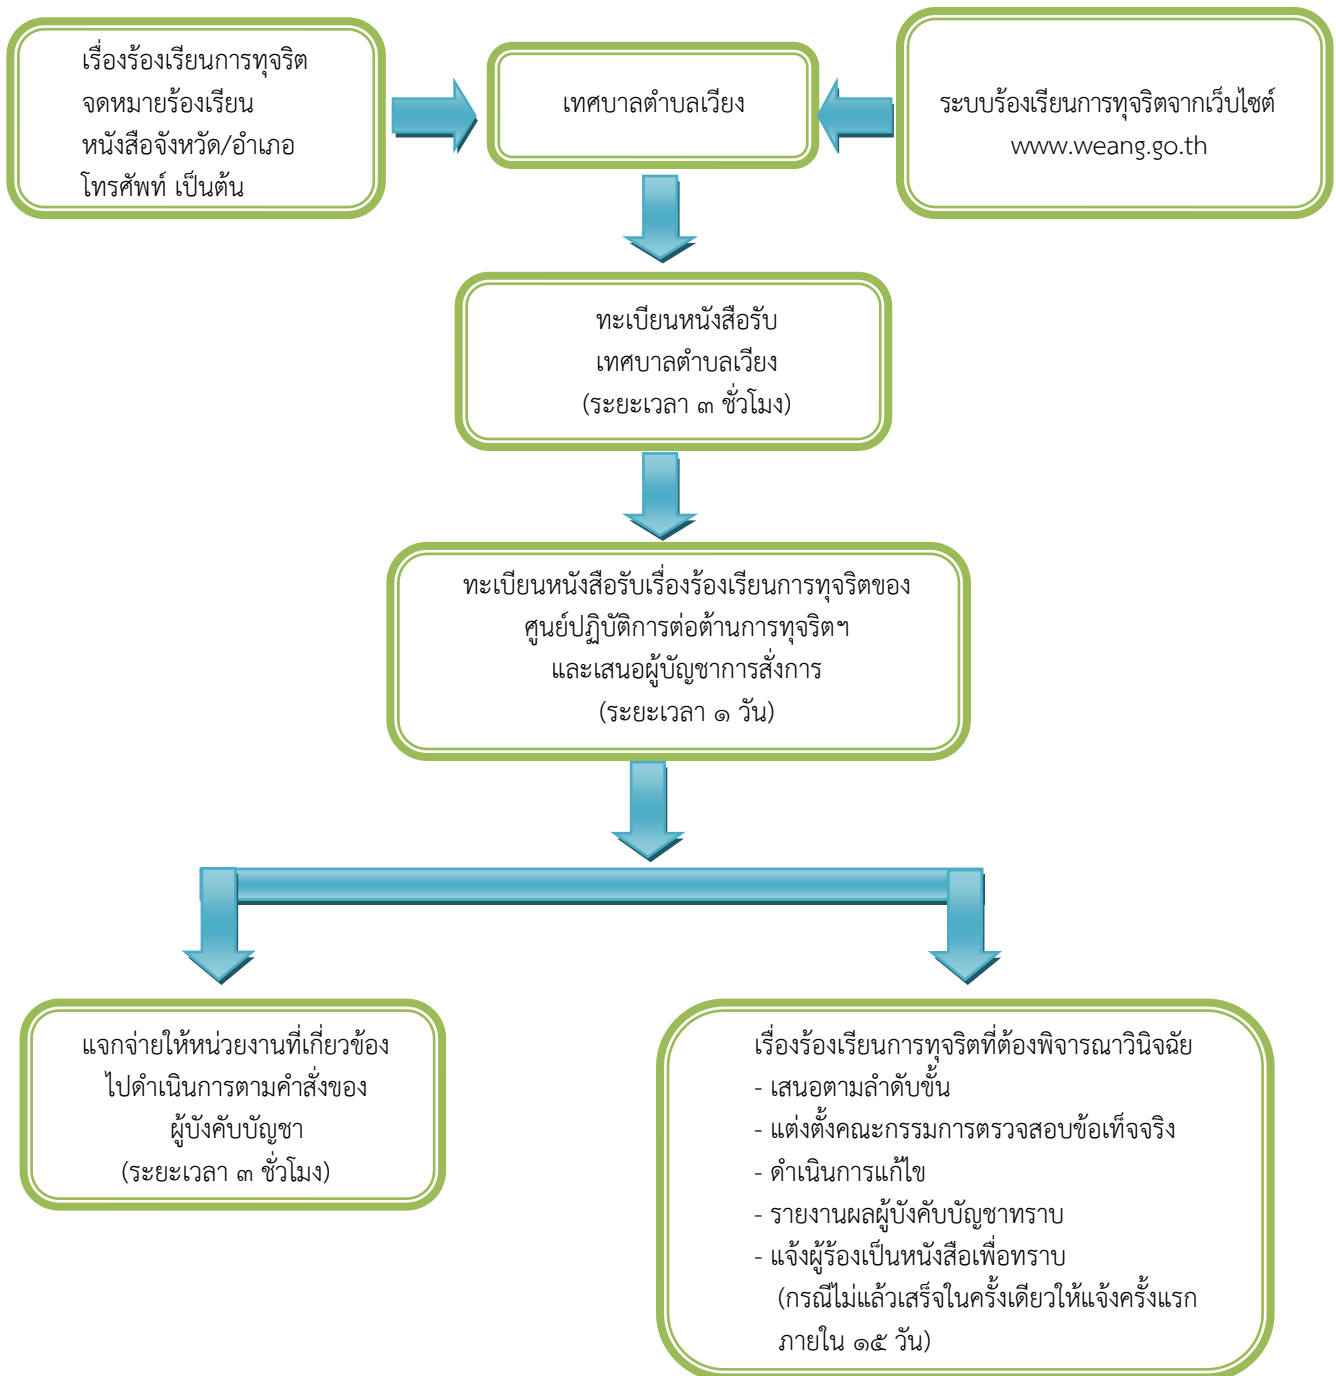 เรื่องร้องเรียนการทุจริต
จดหมายร้องเรียน
หนังสือจังหวัด/อำเภอ
โทรศัพท์ เป็นต้น
เทศบาลตำบลเวียง
ระบบร้องเรียนการทุจริตจากเว็บไซต์
www.weang.go.th
ทะเบียนหนังสือรับ
เทศบาลตำบลเวียง
(ระยะเวลา ๓ ชั่วโมง)
ทะเบียนหนังสือรับเรื่องร้องเรียนการทุจริตของ
ศูนย์ปฏิบัติการต่อต้านการทุจริตฯ
และเสนอผู้บัญชาการสั่งการ
(ระยะเวลา ๑ วัน)
แจกจ่ายให้หน่วยงานที่เกี่ยวข้อง
ไปดำเนินการตามคำสั่งของ
ผู้บังคับบัญชา
(ระยะเวลา ๓ ชั่วโมง)
เรื่องร้องเรียนการทุจริตที่ต้องพิจารณาวินิจฉัย
- เสนอตามลำดับขั้น
- แต่งตั้งคณะกรรมการตรวจสอบข้อเท็จจริง
- ดำเนินการแก้ไข
- รายงานผลผู้บังคับบัญชาทราบ
- แจ้งผู้ร้องเป็นหนังสือเพื่อทราบ
(กรณีไม่แล้วเสร็จในครั้งเดียวให้แจ้งครั้งแรก
ภายใน ๑๕ วัน)